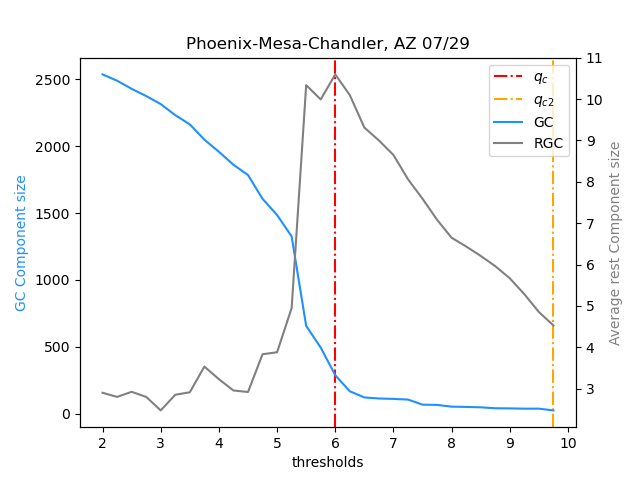 Phoenix-Mesa-Chandler, AZ 07/29
GC Component size
2500
2000
1500
1000
500
0
q_c
q_{c2}
GC
RGC
11
10
9
8
7
6
5
4
3
Average rest Component size
2 3 4 5 6 7 8 9 10
thresholds